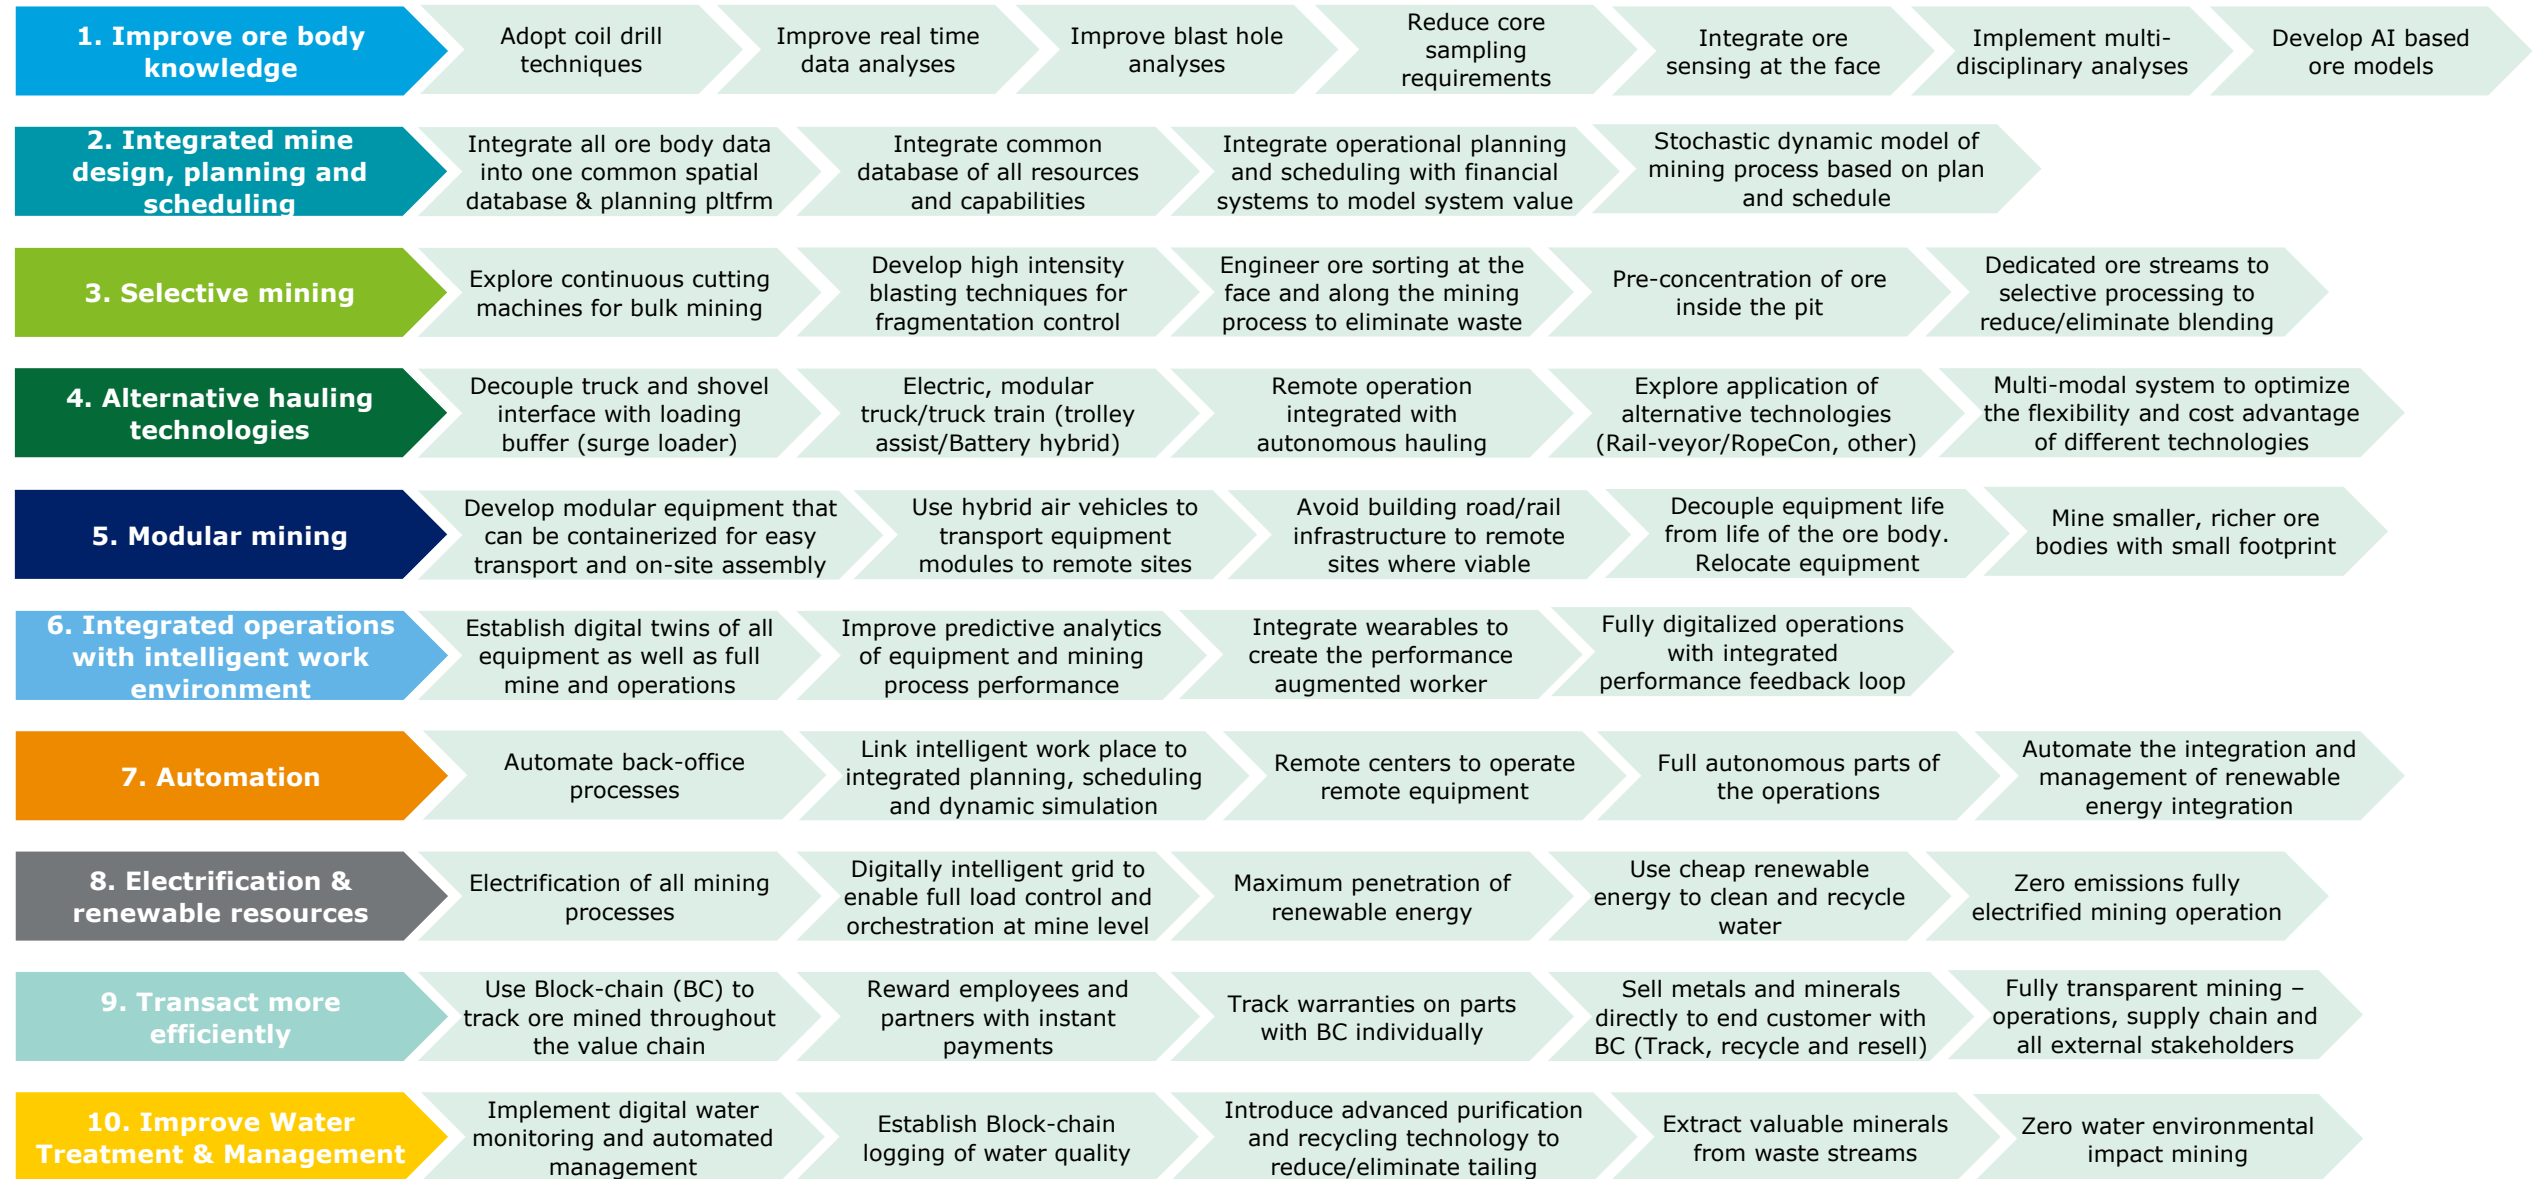 1. Improve ore body
knowledge
Adopt coil drill
techniques
Improve real time
data analyses
Improve blast hole
analyses
Reduce core
sampling
requirements
Integrate ore
sensing at the face
Implement multi-
disciplinary analyses
Develop AI based
ore models
2. Integrated mine
design, planning and
scheduling
Integrate all ore body data
into one common spatial
database & planning pltfrm
Integrate common
database of all resources
and capabilities
Integrate operational planning
and scheduling with financial
systems to model system value
Stochastic dynamic model of
mining process based on plan
and schedule
3. Selective mining
Explore continuous cutting
machines for bulk mining
Develop high intensity
blasting techniques for
fragmentation control
Engineer ore sorting at the
face and along the mining
process to eliminate waste
Pre-concentration of ore
inside the pit
Dedicated ore streams to
selective processing to
reduce/eliminate blending
4. Alternative hauling
technologies
Decouple truck and shovel
interface with loading
buffer (surge loader)
Electric, modular
truck/truck train (trolley
assist/Battery hybrid)
Remote operation
integrated with
autonomous hauling
Explore application of
alternative technologies
(Rail-veyor/RopeCon, other)
Multi-modal system to optimize
the flexibility and cost advantage
of different technologies
5. Modular mining
Develop modular equipment that
can be containerized for easy
transport and on-site assembly
Use hybrid air vehicles to
transport equipment
modules to remote sites
Avoid building road/rail
infrastructure to remote
sites where viable
Decouple equipment life
from life of the ore body.
Relocate equipment
Mine smaller, richer ore
bodies with small footprint
6. Integrated operations
with intelligent work
environment
Establish digital twins of all
equipment as well as full
mine and operations
Improve predictive analytics
of equipment and mining
process performance
Integrate wearables to
create the performance
augmented worker
Fully digitalized operations
with integrated
performance feedback loop
7. Automation
Automate back-office
processes
Link intelligent work place to
integrated planning, scheduling
and dynamic simulation
Remote centers to operate
remote equipment
Full autonomous parts of
the operations
Automate the integration and
management of renewable
energy integration
8. Electrification &
renewable resources
Electrification of all mining
processes
Digitally intelligent grid to
enable full load control and
orchestration at mine level
Maximum penetration of
renewable energy
Use cheap renewable
energy to clean and recycle
water
Zero emissions fully
electrified mining operation
9. Transact more
efficiently
Use Block-chain (BC) to
track ore mined throughout
the value chain
Reward employees and
partners with instant
payments
Track warranties on parts
with BC individually
Sell metals and minerals
directly to end customer with
BC (Track, recycle and resell)
Fully transparent mining –
operations, supply chain and
all external stakeholders
10. Improve Water
Treatment & Management
Implement digital water
monitoring and automated
management
Establish Block-chain
logging of water quality
Introduce advanced purification
and recycling technology to
reduce/eliminate tailing
Extract valuable minerals
from waste streams
Zero water environmental
impact mining